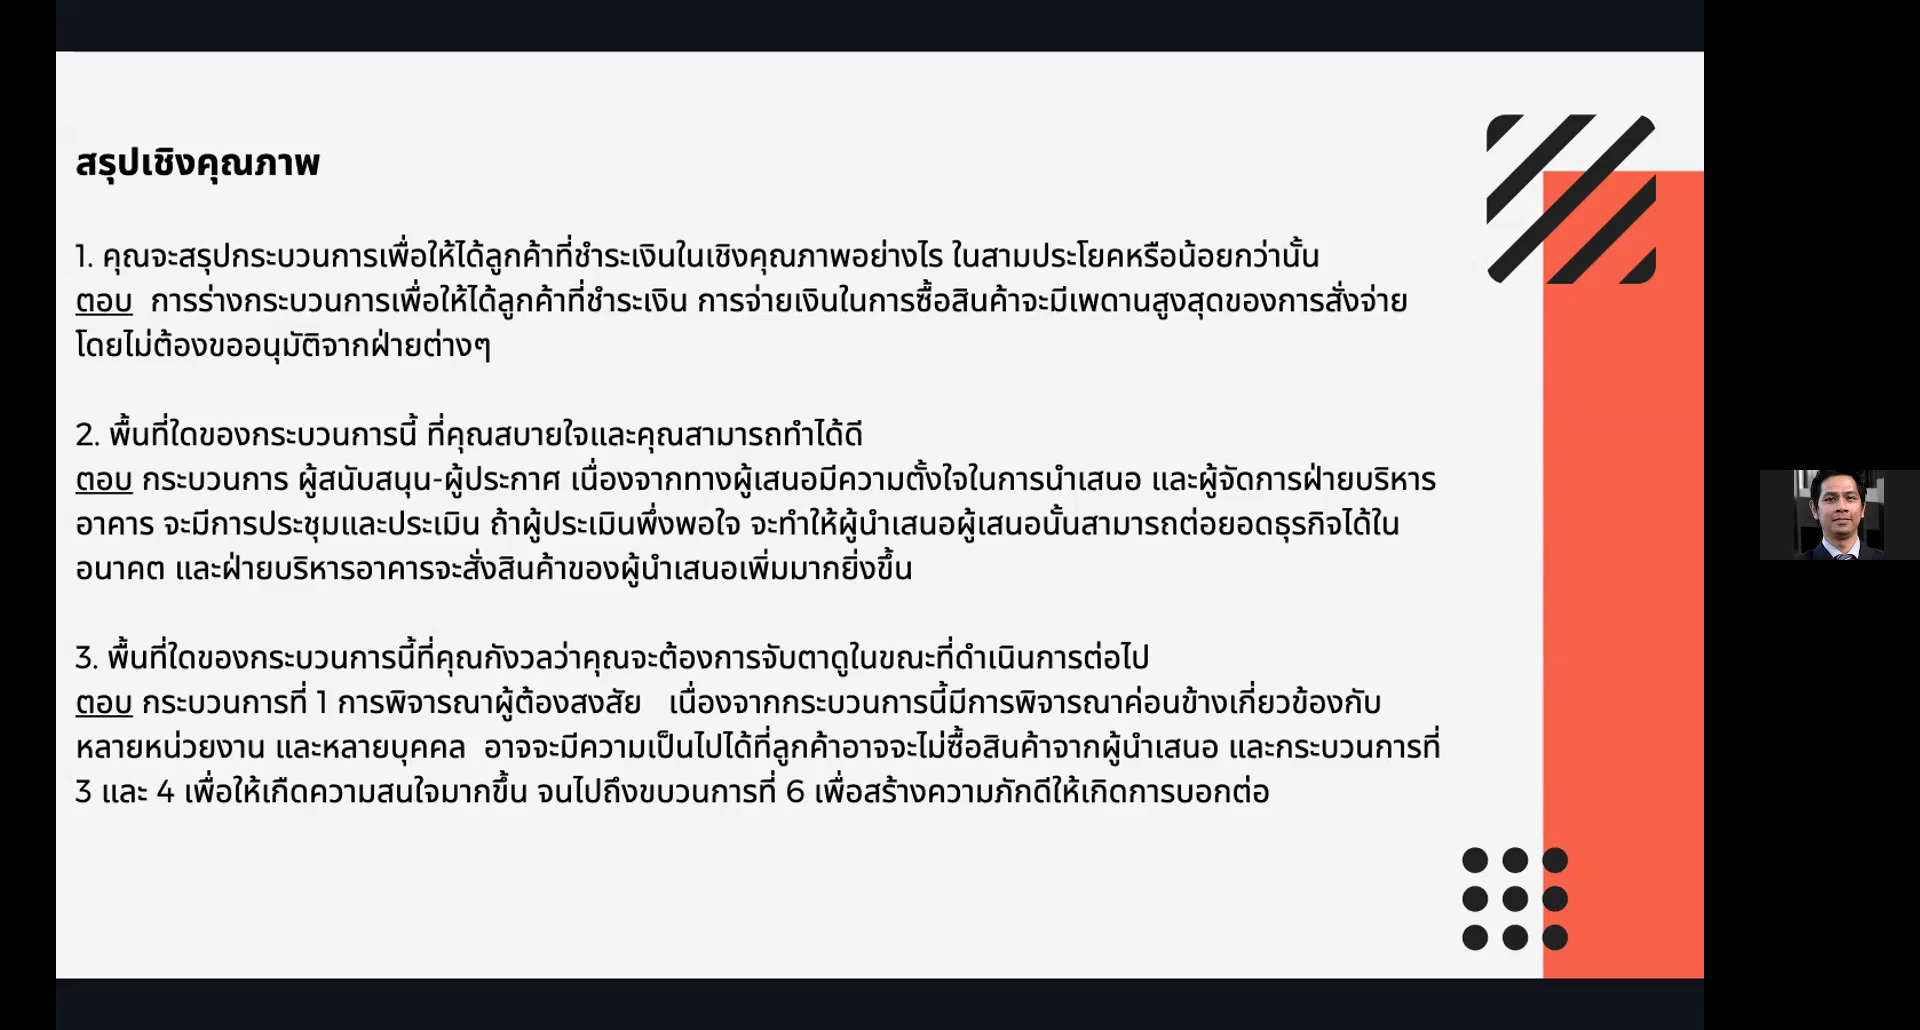 สรุปเชิงคุณภาพ
1. คุณจะสรุปกระบวนการเพื่อให้ได้ลูกค้าที่ชำระเงินในเชิงคุณภาพอย่างไร ในสามประโยคหรือน้อยกว่านั้น
ตอบ การร่างกระบวนการเพื่อให้ได้ลูกค้าที่ชำระเงิน การจ่ายเงินในการซื้อสินค้าจะมีเพดานสูงสุดของการสั่งจ่าย
โดยไม่ต้องขออนุมัติจากฝ่ายต่างๆ
2. พื้นที่ใดของกระบวนการนี้ ที่คุณสบายใจและคุณสามารถทำได้ดี
ตอบ กระบวนการ ผู้สนับสนุน-ผู้ประกาศ เนื่องจากทางผู้เสนอมีความตั้งใจในการนำเสนอ และผู้จัดการฝ่ายบริหาร
อาคาร จะมีการประชุมและประเมิน ถ้าผู้ประเมินพึ่งพอใจ จะทำให้ผู้นำเสนอผู้เสนอนั้นสามารถต่อยอดธุรกิจได้ใน
อนาคต และฝ่ายบริหารอาคารจะสั่งสินค้าของผู้นำเสนอเพิ่มมากยิ่งขึ้น
3. พื้นที่ใดของกระบวนการนี้ที่คุณกังวลว่าคุณจะต้องการจับตาดูในขณะที่ดำเนินการต่อไป
ตอบ กระบวนการที่ 1 การพิจารณาผู้ต้องสงสัย เนื่องจากกระบวนการนี้มีการพิจารณาค่อนข้างเกี่ยวข้องกับ
หลายหน่วยงาน และหลายบุคคล อาจจะมีความเป็นไปได้ที่ลูกค้าอาจจะไม่ซื้อสินค้าจากผู้นำเสนอ และกระบวนการที่
3 และ 4 เพื่อให้เกืดความสนใจมากขึ้น จนไปถึงขบวนการที่ 6 เพื่อสร้างความภักดีให้เกิดการบอกต่อ